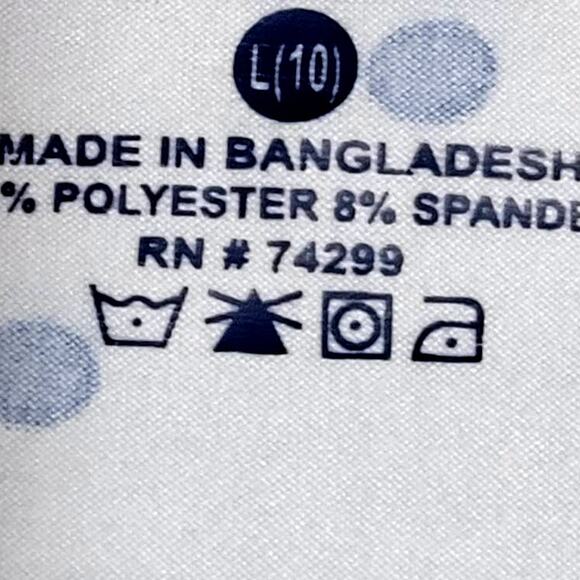 L(10)
MADE IN BANGLADESH
% POLYESTER 8% SPANDE
RN # 74299